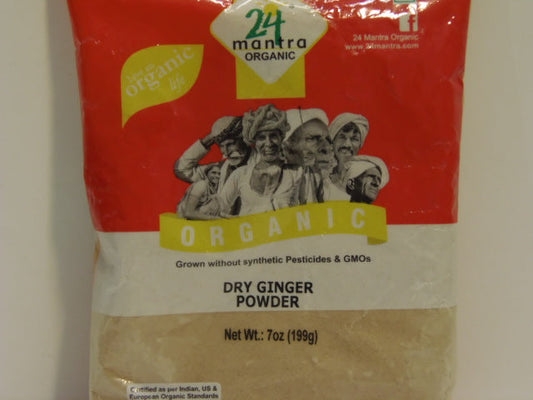 24
mantra
ORGANIC
24 Mantra Organic
www.24mantra.com
organic
life
ORGANIC
Grown without synthetic Pesticides & GMOs
DRY GINGER
POWDER
Net Wt.: 7oz (199g)
Certified as per Indian, US &
European Organic Standards